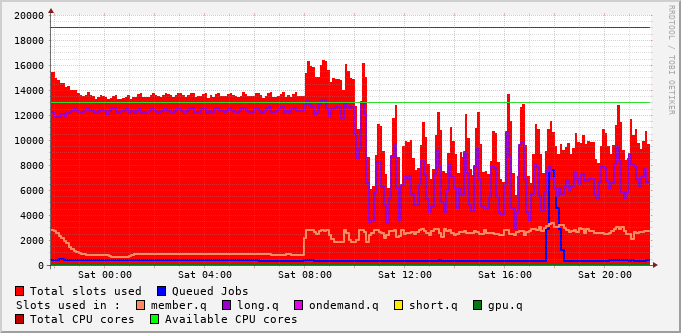 20000
18000
16000
14000
12000
10000
8000
6000
4000
2000
0
Sat 00:00 Sat 04:00 Sat 08:00 Sat 12:00 Sat 16:00 Sat 20:00
RRDTOOL / TOBI OETIKER
Total slots used Queued Jobs
Slots used in : member.q long.q ondemand.q short.q gpu.q
Total CPU cores Available CPU cores